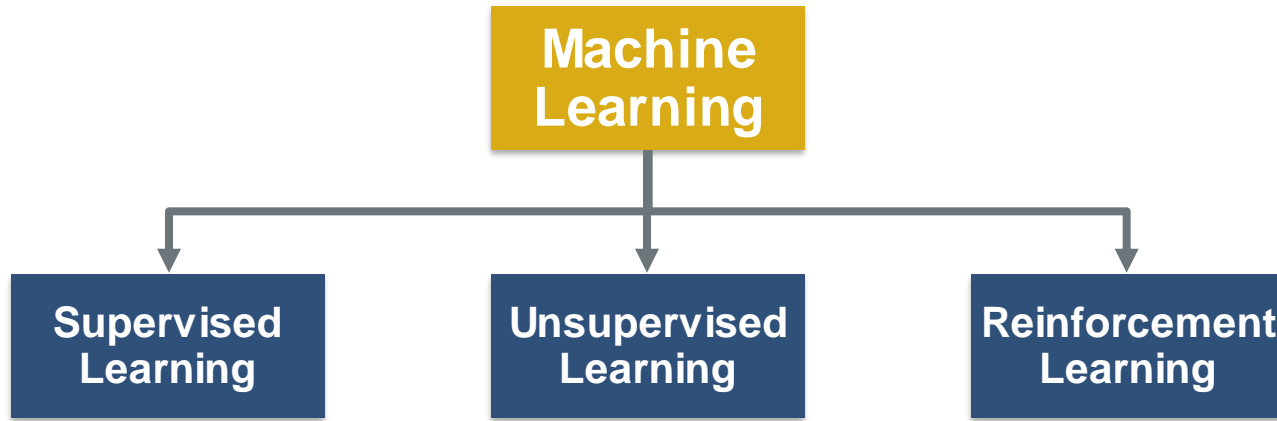 Machine
Learning
Supervised
Learning
Unsupervised
Learning
Reinforcement
Learning